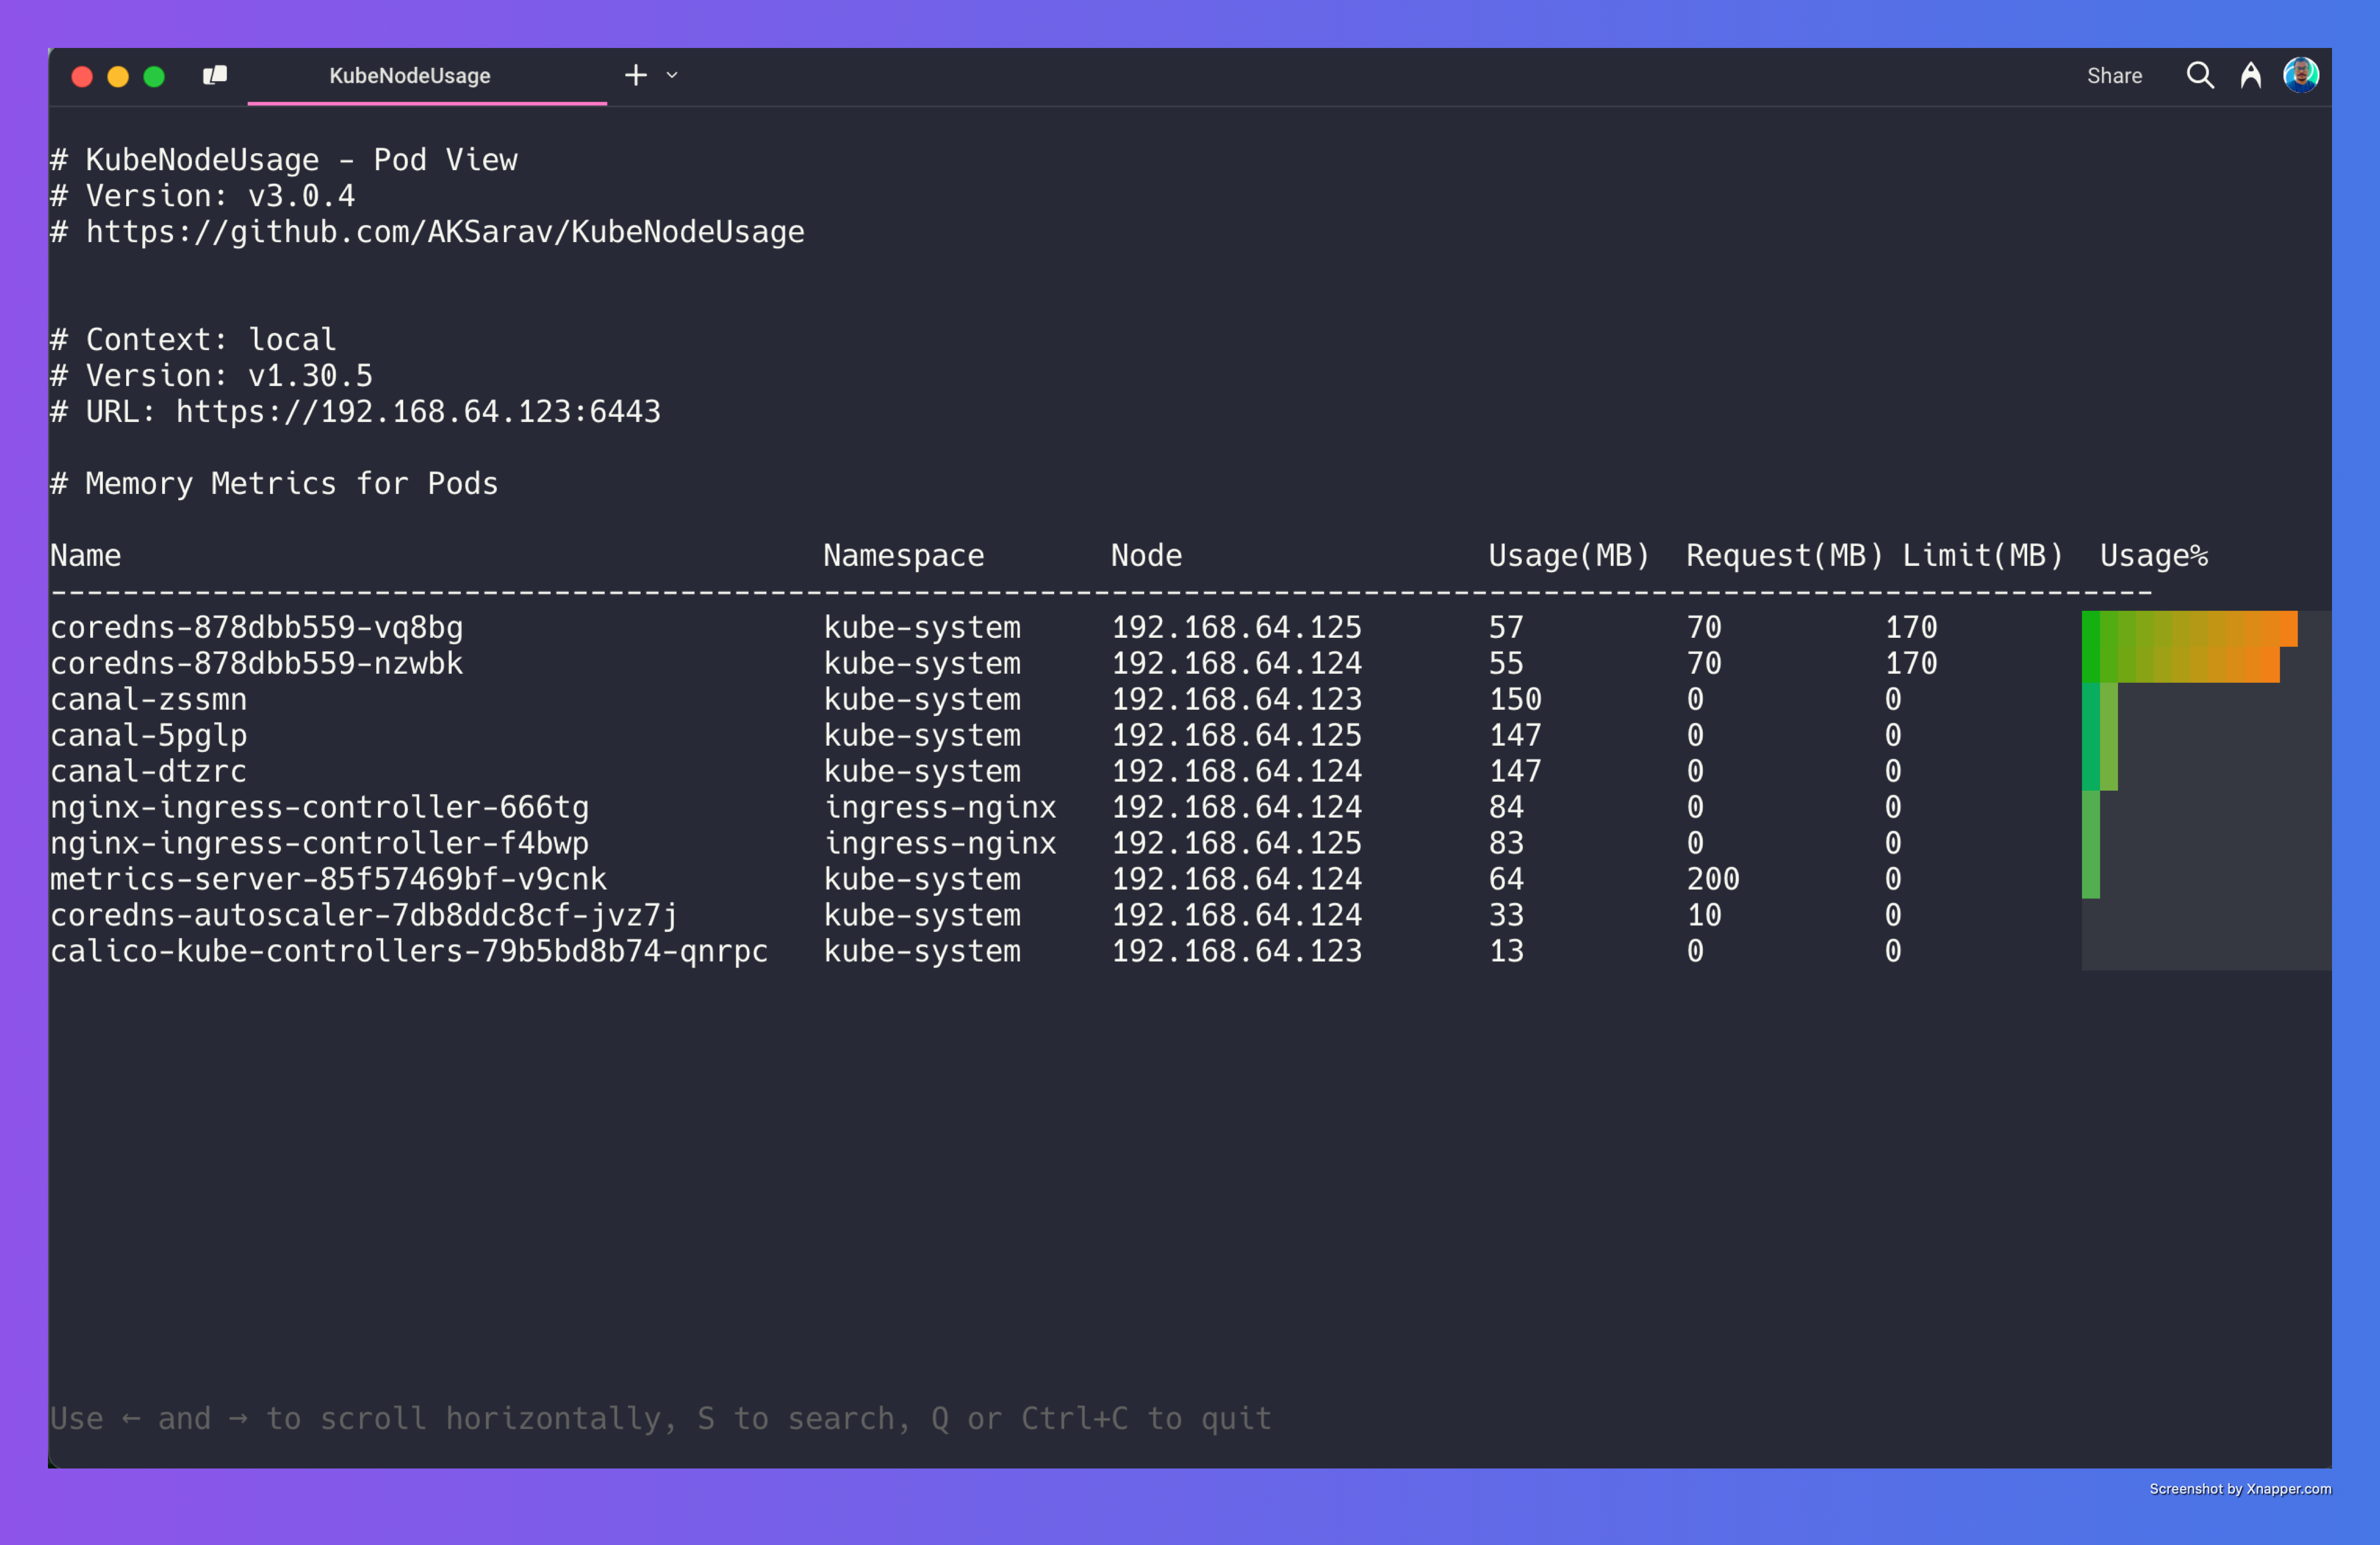 KubeNodeUsage
Share
# KubeNodeUsage - Pod View
# Version: v3.0.4
# https://github.com/AKSarav/KubeNodeUsage
# Context: local
# Version: v1.30.5
# URL: https://192.168.64.123:6443
# Memory Metrics for Pods
Name Namespace Node Usage(MB) Request(MB) Limit(MB) Usage%
---------------------------------------------------------------------------------------------------------------------
coredns-878dbb559-vq8bg kube-system 192.168.64.125 57 70 170
coredns-878dbb559-nzwbk kube-system 192.168.64.124 55 70 170
canal-zssmn kube-system 192.168.64.123 150 0 0
canal-5pglp kube-system 192.168.64.125 147 0 0
canal-dtzrc kube-system 192.168.64.124 147 0 0
nginx-ingress-controller-666tg ingress-nginx 192.168.64.124 84 0 0
nginx-ingress-controller-f4bwp ingress-nginx 192.168.64.125 83 0 0
metrics-server-85f57469bf-v9cnk kube-system 192.168.64.124 64 200 0
coredns-autoscaler-7db8ddc8cf-jvz7j kube-system 192.168.64.124 33 10 0
calico-kube-controllers-79b5bd8b74-qnrpc kube-system 192.168.64.123 13 0 0
Use ← and → to scroll horizontally, S to search, Q or Ctrl+C to quit
Screenshot by Xnapper.com